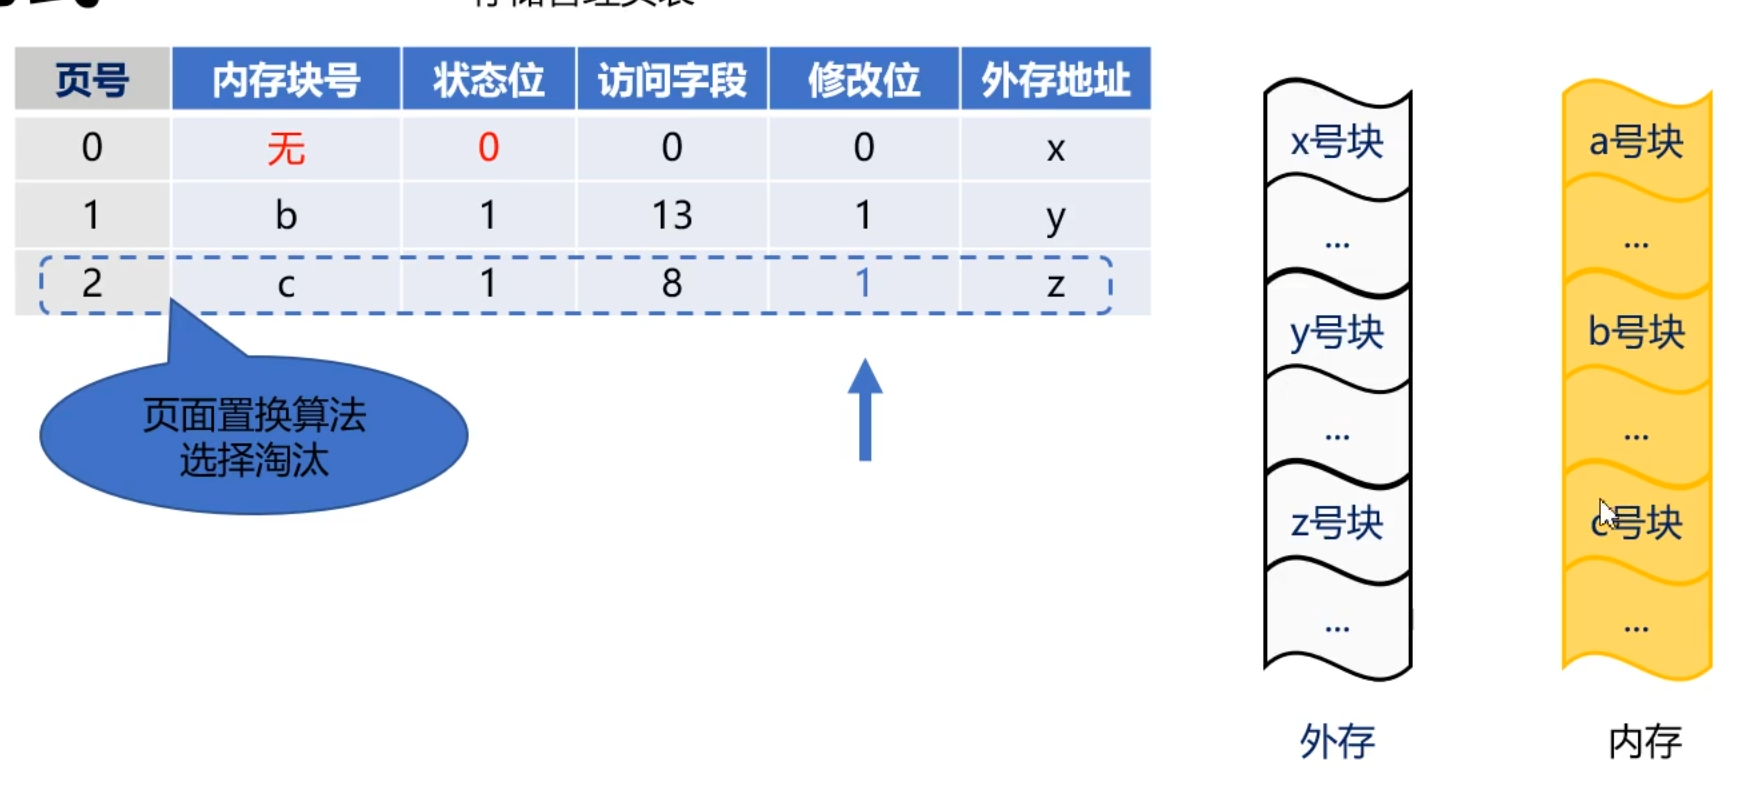 页号 内存块号 状态位 访问字段 修改位 外存地址
0 无 0 0 0 x
1 b 1 13 1 y
2 c 1 8 1 z
页面置换算法
选择淘汰
x号块
...
y号块
...
z号块
...
外存
a号块
...
b号块
...
c号块
...
内存